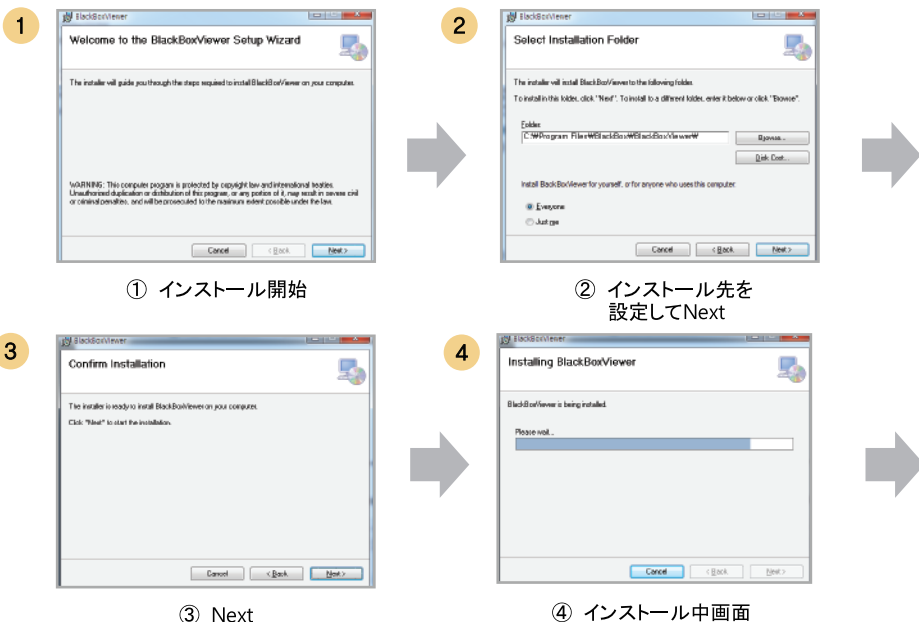 1
BlackBoxViewer
Welcome to the BlackBoxViewer Setup Wizard
The installer will guide you through the steps required to install BlackBoxViewer on your computer.
WARNING: This computer program is protected by copyright law and international treaties.
Unauthorized duplication or distribution of this program, or any portion of it, may result in severe civil
or criminal penalties, and will be prosecuted to the maximum extent possible under the law.
Cancel
< Back
Next >
① インストール開始
2
BlackBoxViewer
Select Installation Folder
The installer will install BlackBoxViewer to the following folder.
To install in this folder, click "Next". To install to a different folder, enter it below or click "Browse".
Folder:
C:₩Program Files₩BlackBox₩BlackBoxViewer₩
Browse...
Disk Cost...
Install BackBoxViewer for yourself, or for anyone who uses this computer:
Everyone
Just me
Cancel
< Back
Next >
② インストール先を
設定してNext
3
BlackBoxViewer
Confirm Installation
The installer is ready to install BlackBoxViewer on your computer.
Click "Next" to start the installation.
Cancel
< Back
Next >
③ Next
4
BlackBoxViewer
Installing BlackBoxViewer
BlackBoxViewer is being installed.
Please wait...
Cancel
< Back
Next >
④ インストール中画面